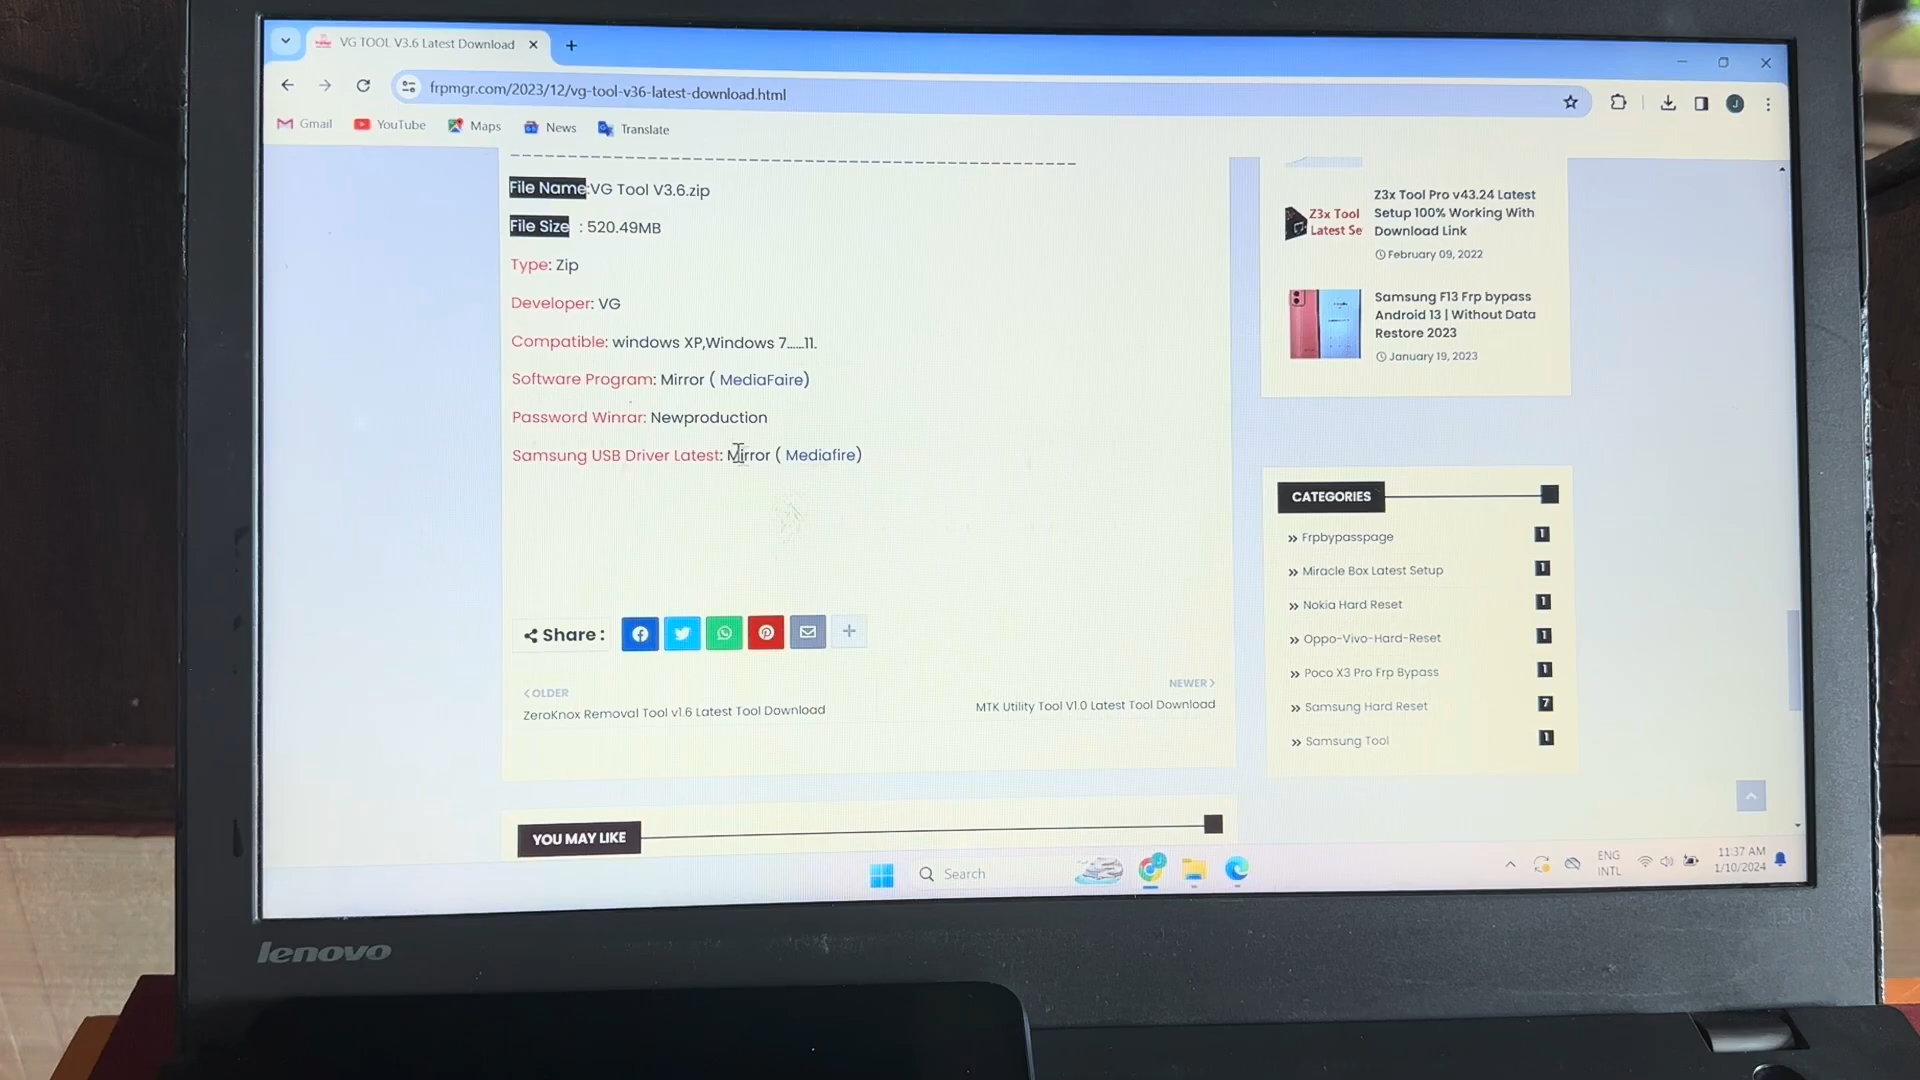 VG TOOL V3.6 Latest Download
frpmgr.com/2023/12/vg-tool-v36-latest-download.html
Gmail YouTube Maps News Translate
File Name:VG Tool V3.6.zip
File Size : 520.49MB
Type: Zip
Developer: VG
Compatible: windows XP,Windows 7......11.
Software Program: Mirror ( MediaFaire)
Password Winrar: Newproduction
Samsung USB Driver Latest: Mirror ( Mediafire)
Share :
OLDER
ZeroKnox Removal Tool v1.6 Latest Tool Download
NEWER
MTK Utility Tool V1.0 Latest Tool Download
YOU MAY LIKE
Z3x Tool
Latest Se
Z3x Tool Pro v43.24 Latest
Setup 100% Working With
Download Link
February 09, 2022
Samsung F13 Frp bypass
Android 13 | Without Data
Restore 2023
January 19, 2023
CATEGORIES
Frpbypasspage 1
Miracle Box Latest Setup 1
Nokia Hard Reset 1
Oppo-Vivo-Hard-Reset 1
Poco X3 Pro Frp Bypass 1
Samsung Hard Reset 7
Samsung Tool 1
Search
ENG
INTL
11:37 AM
1/10/2024
lenovo